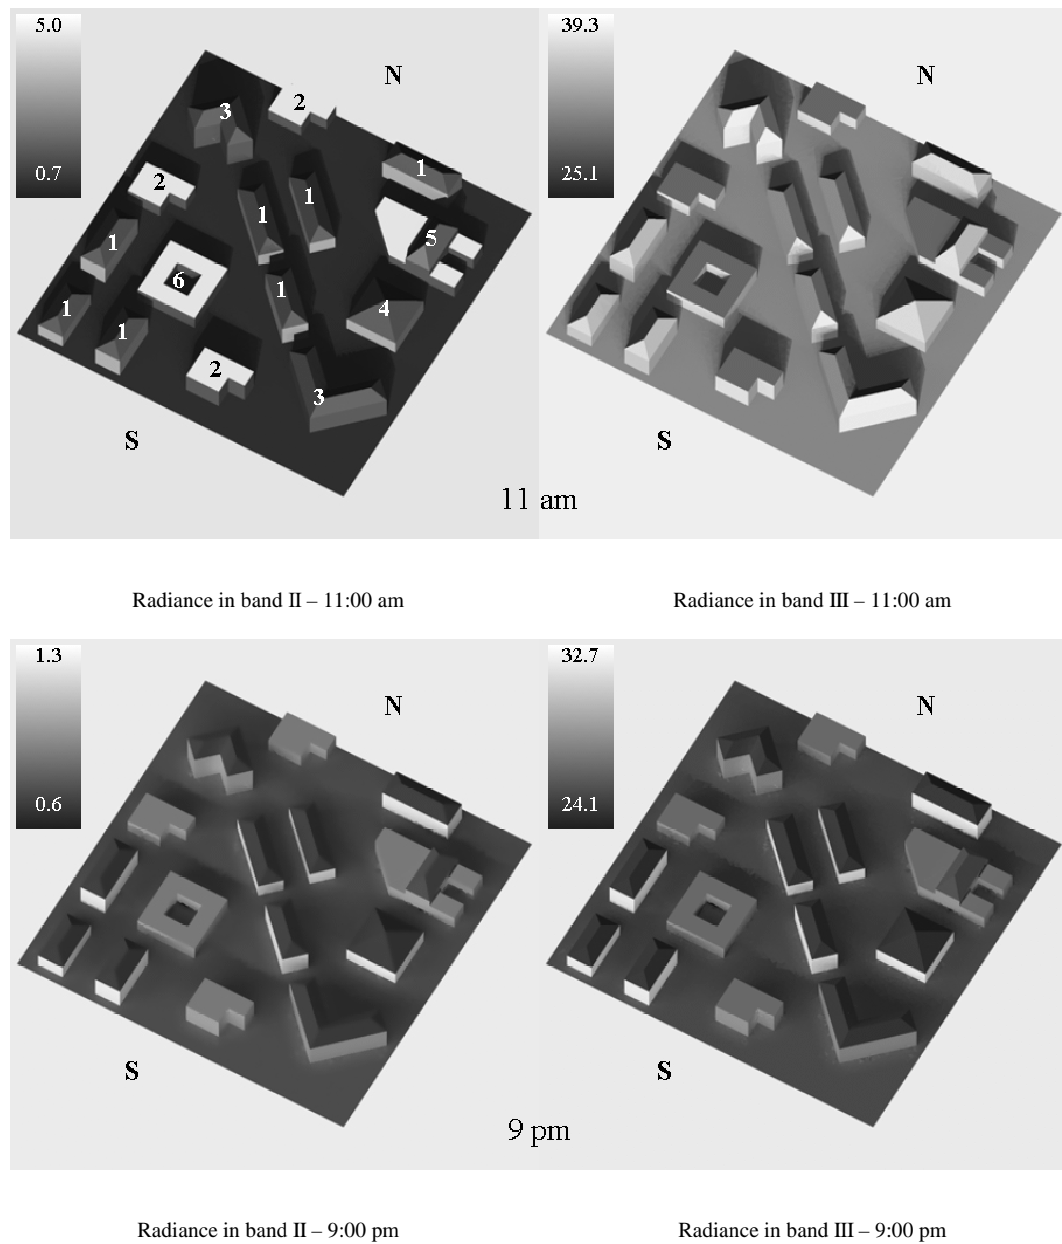 5.0
39.3
N
N
3
2
0.7
25.1
2
1
1
1
1
5
6
1
1
4
1
2
3
S
S
11 am
Radiance in band II – 11:00 am
Radiance in band III – 11:00 am
1.3
32.7
N
N
0.6
24.1
S
S
9 pm
Radiance in band II – 9:00 pm
Radiance in band III – 9:00 pm